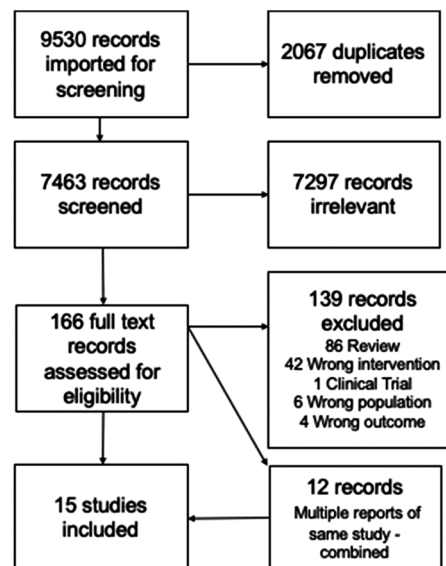 9530 records
imported for
screening
2067 duplicates
removed
7463 records
screened
7297 records
irrelevant
166 full text
records
assessed for
eligibility
139 records
excluded
86 Review
42 Wrong intervention
1 Clinical Trial
6 Wrong population
4 Wrong outcome
15 studies
included
12 records
Multiple reports of
same study -
combined